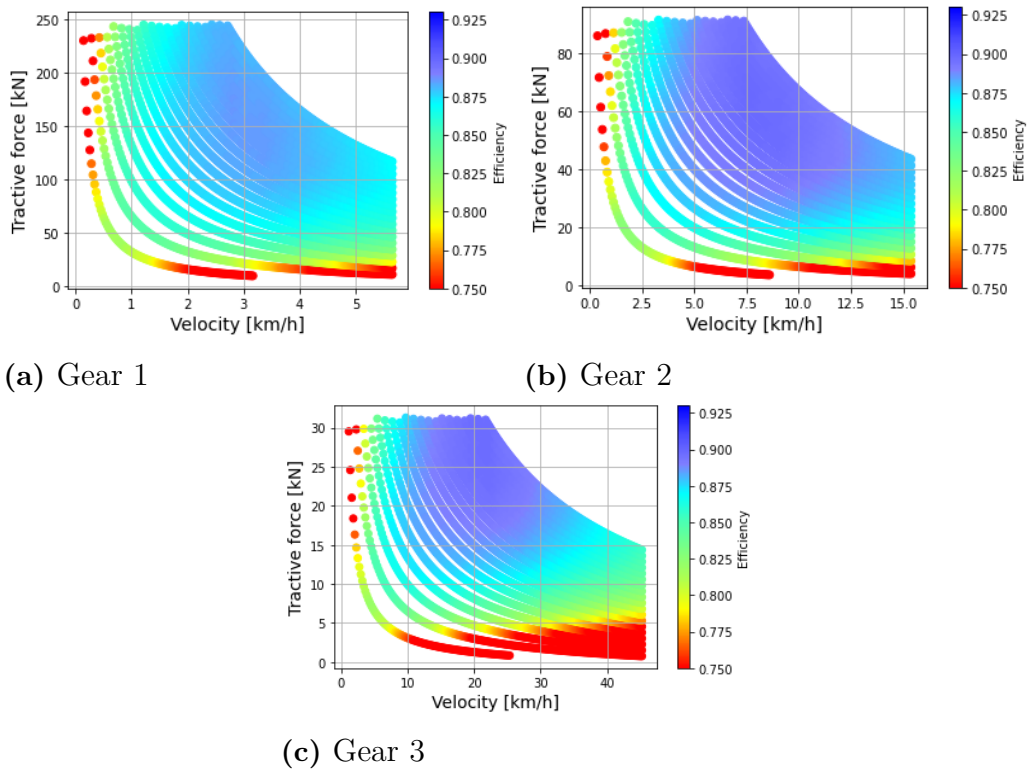 250
200
150
100
50
0
Tractive force [kN]
0 1 2 3 4 5
Velocity [km/h]
0.925
0.900
0.875
0.850
0.825
0.800
0.775
0.750
Efficiency
(a) Gear 1
80
60
40
20
0
Tractive force [kN]
0.0 2.5 5.0 7.5 10.0 12.5 15.0
Velocity [km/h]
0.925
0.900
0.875
0.850
0.825
0.800
0.775
0.750
Efficiency
(b) Gear 2
30
25
20
15
10
5
0
Tractive force [kN]
0 10 20 30 40
Velocity [km/h]
0.925
0.900
0.875
0.850
0.825
0.800
0.775
0.750
Efficiency
(c) Gear 3